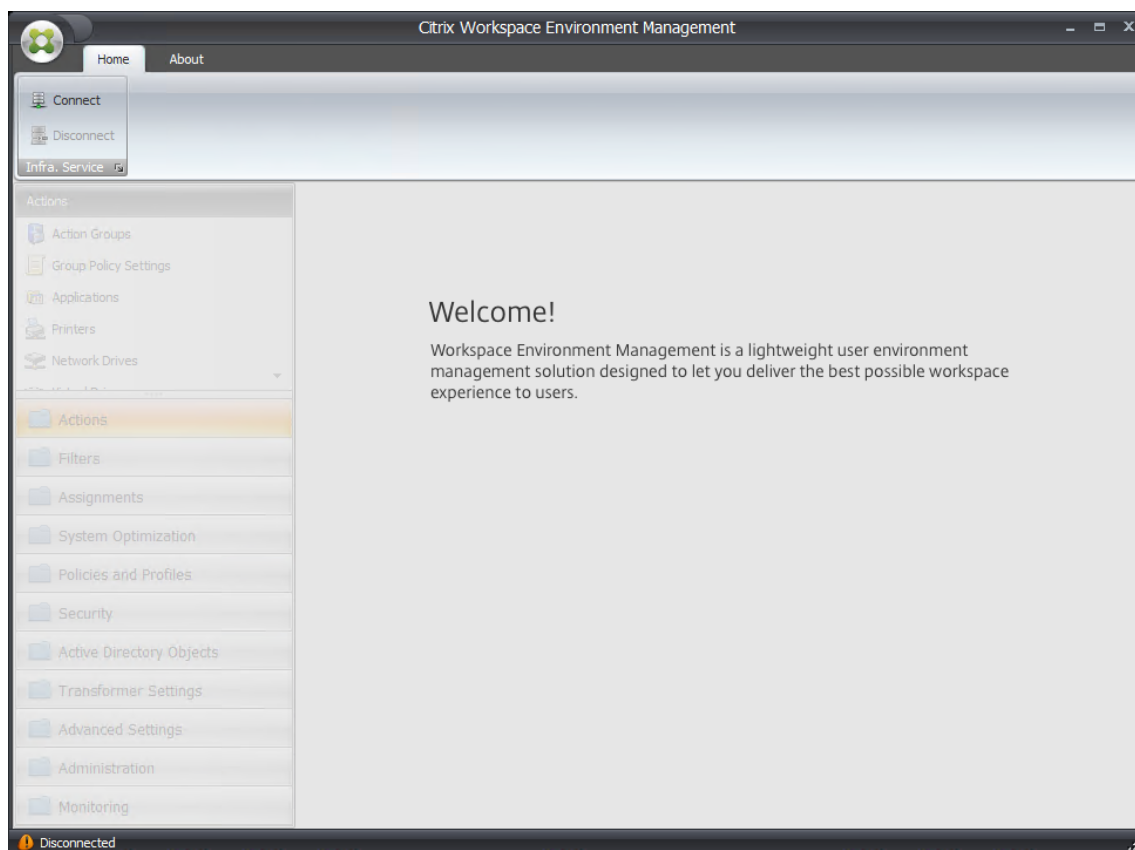 Citrix Workspace Environment Management
Home About
Connect
Disconnect
Infra. Service
Actions
Action Groups
Group Policy Settings
Applications
Printers
Network Drives
Actions
Filters
Assignments
System Optimization
Policies and Profiles
Security
Active Directory Objects
Transformer Settings
Advanced Settings
Administration
Monitoring
Welcome!
Workspace Environment Management is a lightweight user environment
management solution designed to let you deliver the best possible workspace
experience to users.
Disconnected